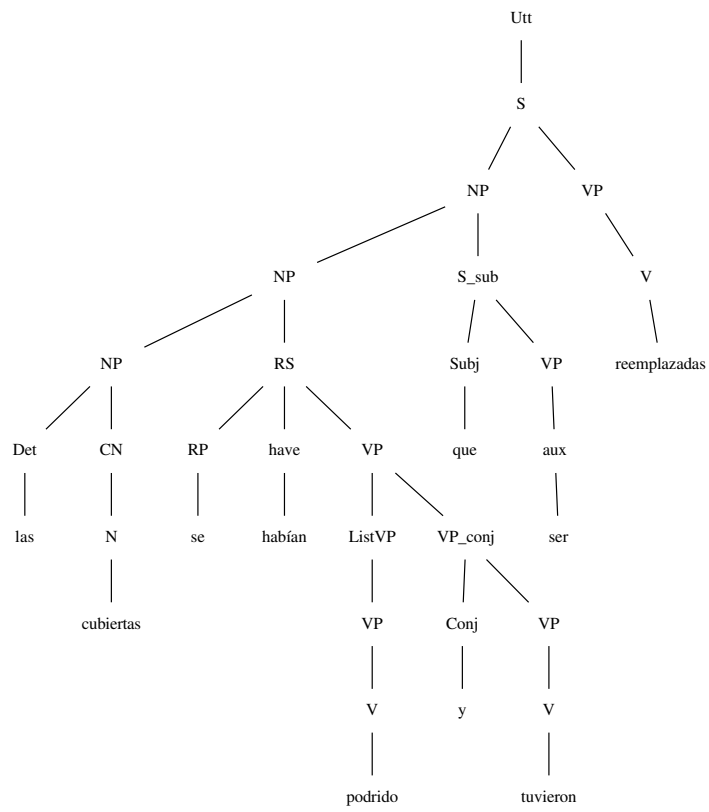 Utt
S
NP VP
NP S_sub V
NP RS Subj VP reemplazadas
Det CN RP have VP que aux
las N se habían ListVP VP_conj ser
cubiertas VP Conj VP
V y V
podrido tuvieron